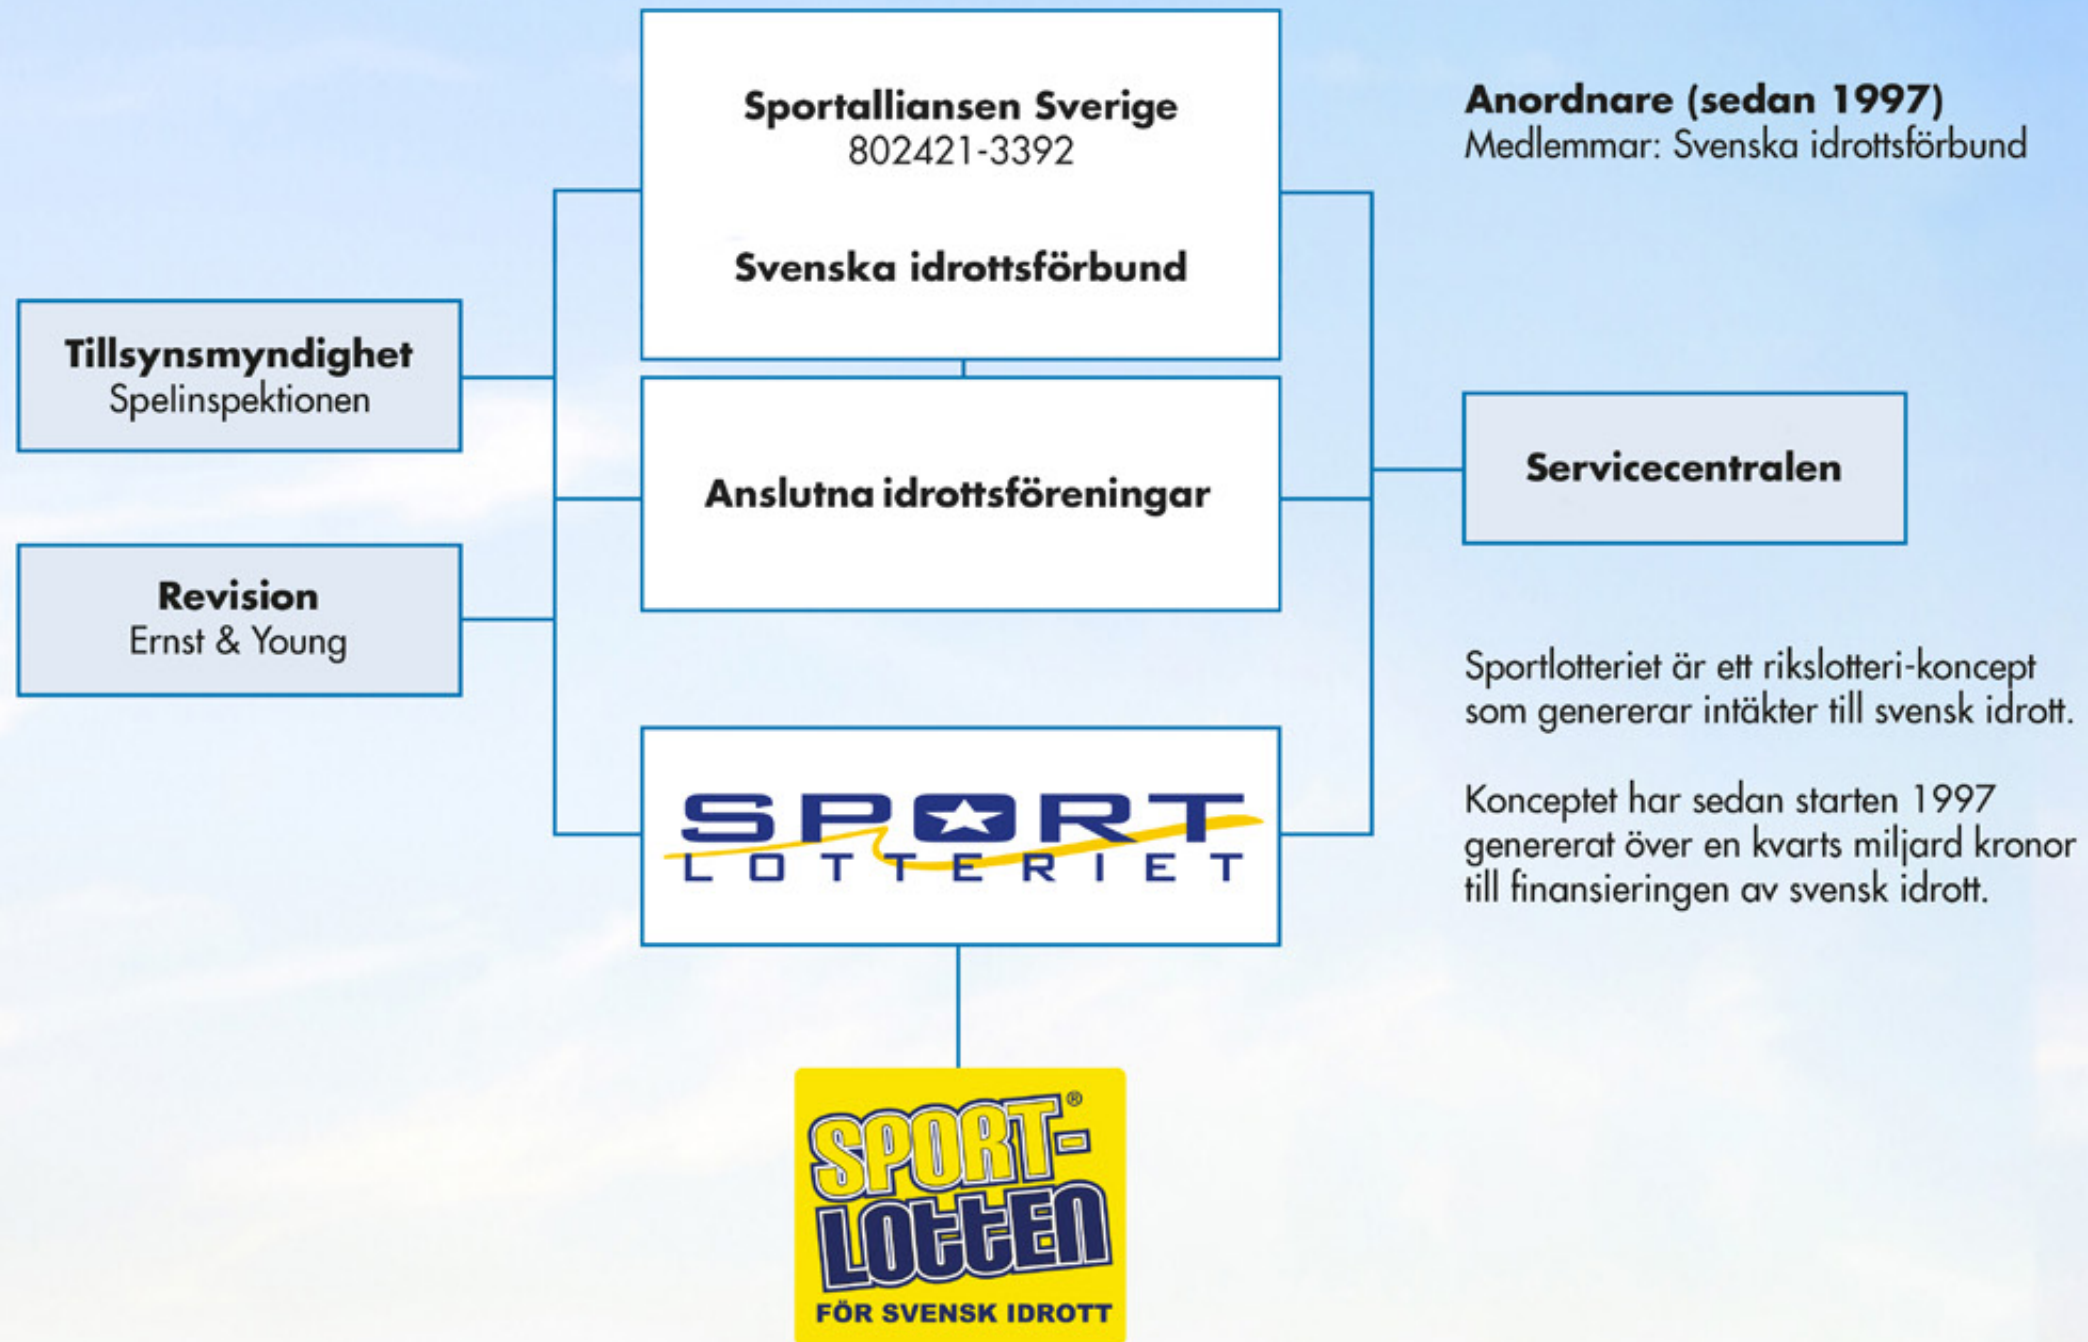 Sportalliansen Sverige
802421-3392
Svenska idrottsförbund
Anordnare (sedan 1997)
Medlemmar: Svenska idrottsförbund
Tillsynsmyndighet
Spelinspektionen
Anslutna idrottsföreningar
Servicecentralen
Revision
Ernst & Young
Sportlotteriet är ett rikslotteri-koncept
som genererar intäkter till svensk idrott.
Konceptet har sedan starten 1997
genererat över en kvarts miljard kronor
till finansieringen av svensk idrott.
SPORT
LOTTERIET
SPORT-®
LOTTEN
FÖR SVENSK IDROTT